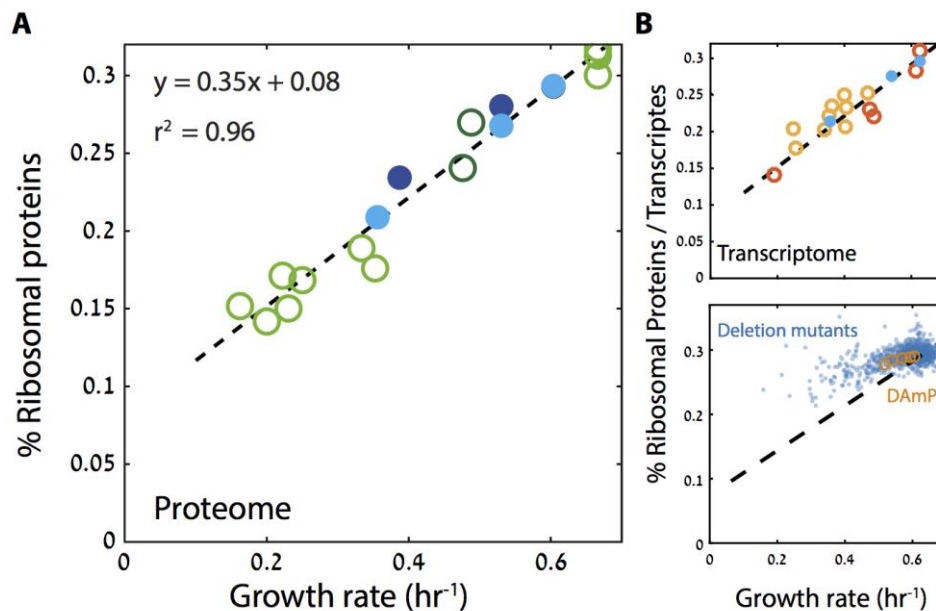 A
% Ribosomal proteins
y = 0.35x + 0.08
r² = 0.96
0.3
0.25
0.2
0.15
0.1
0.05
0
Proteome
0
0.2
0.4
0.6
Growth rate (hr⁻¹)
B
% Ribosomal Proteins / Transcriptes
0.3
0.25
0.2
0.15
0.1
0.05
0
Transcriptome
Deletion mutants
DAmP
0.3
0.2
0.1
0
0
0.2
0.4
0.6
Growth rate (hr⁻¹)